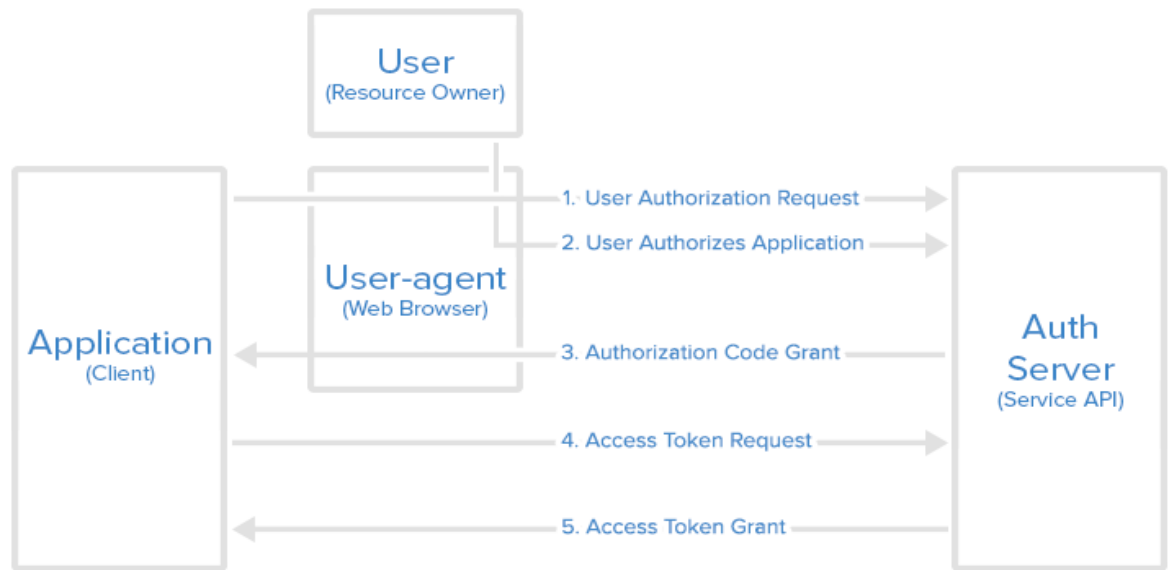 User
(Resource Owner)
1. User Authorization Request
2. User Authorizes Application
User-agent
(Web Browser)
Application
(Client)
3. Authorization Code Grant
Auth
Server
(Service API)
4. Access Token Request
5. Access Token Grant